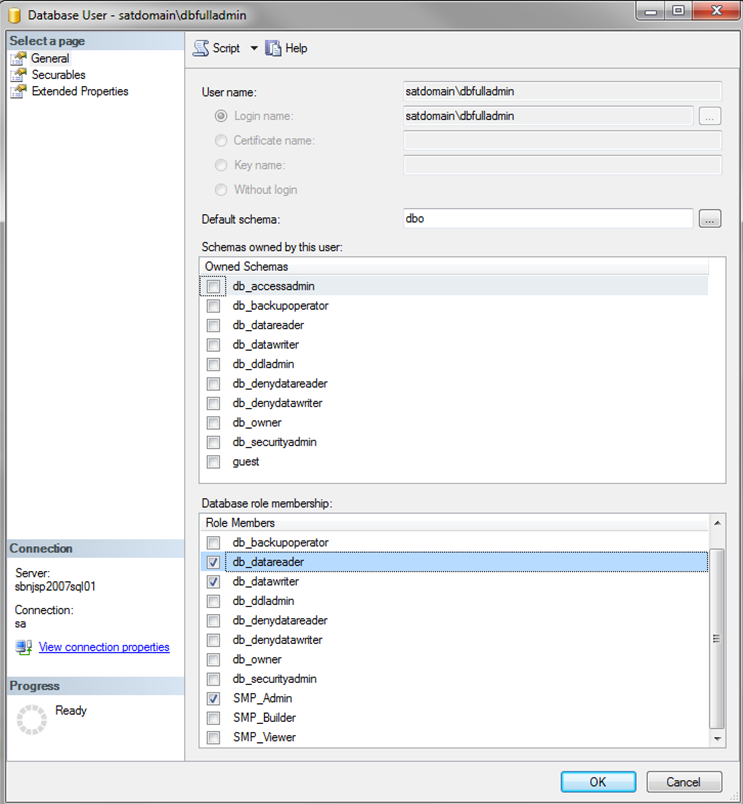 Database User - satdomain\dbfulladmin
Select a page
General
Securables
Extended Properties
Script
Help
User name:
satdomain\dbfulladmin
Login name:
satdomain\dbfulladmin
...
Certificate name:
Key name:
Without login
Default schema:
dbo
...
Schemas owned by this user:
Owned Schemas
db_accessadmin
db_backupoperator
db_datareader
db_datawriter
db_ddladmin
db_denydatareader
db_denydatawriter
db_owner
db_securityadmin
guest
Database role membership:
Role Members
db_backupoperator
db_datareader
db_datawriter
db_ddladmin
db_denydatareader
db_denydatawriter
db_owner
db_securityadmin
SMP_Admin
SMP_Builder
SMP_Viewer
Connection
Server:
sbnjsp2007sql01
Connection:
sa
View connection properties
Progress
Ready
OK
Cancel